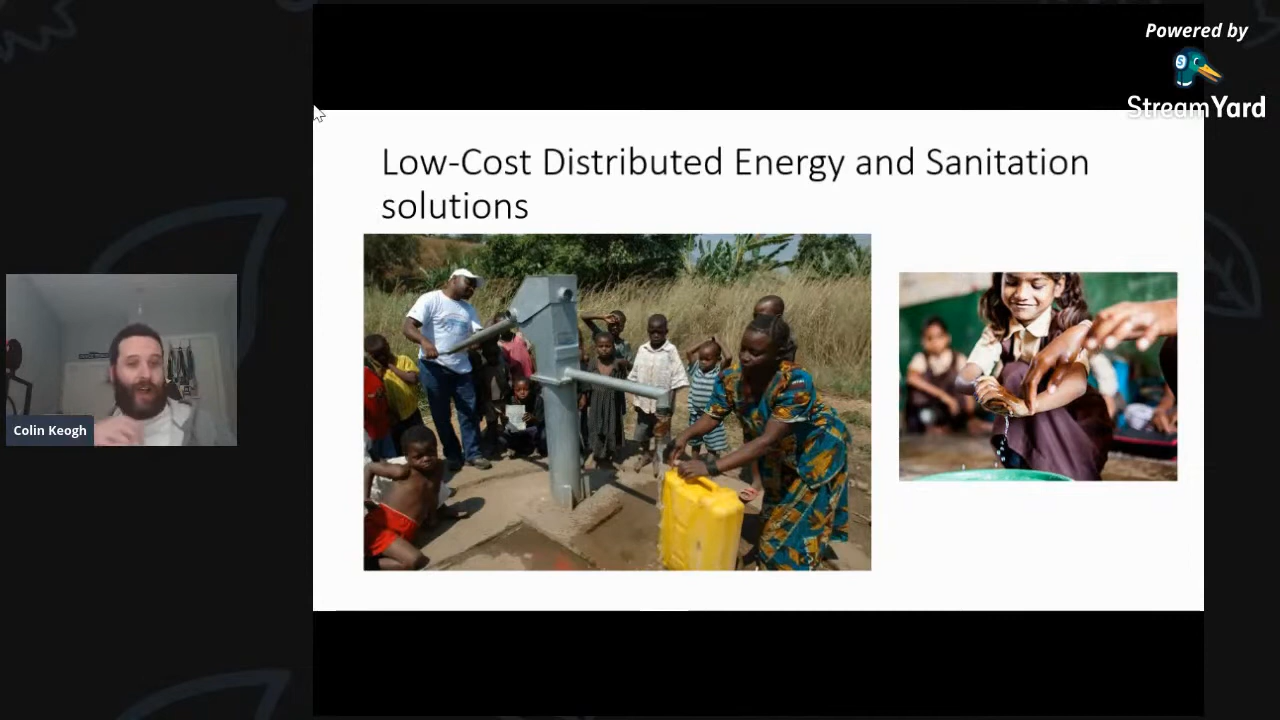 Powered by
StreamYard
Low-Cost Distributed Energy and Sanitation
solutions
Colin Keogh